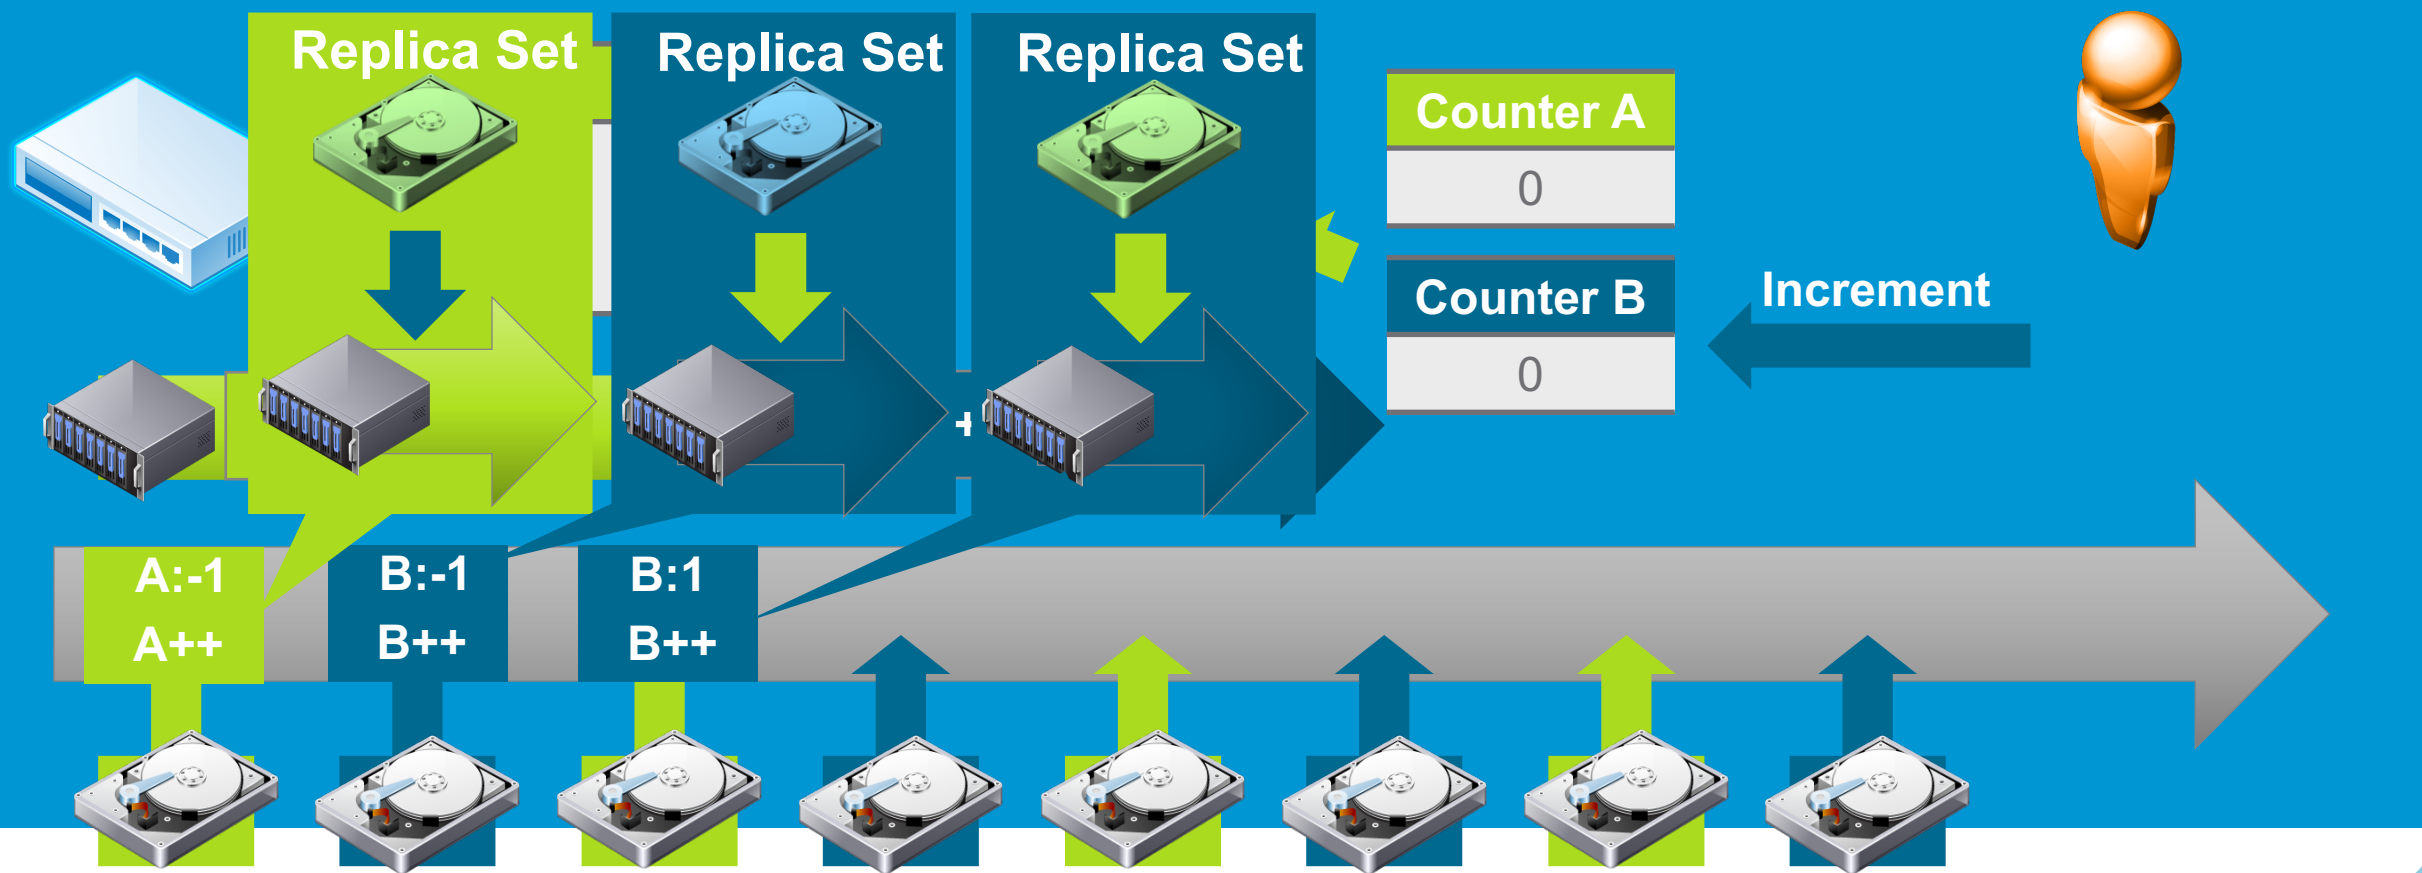 Replica Set
Replica Set
Replica Set
Counter A
0
Counter B
0
Increment
+
A:-1
A++
B:-1
B++
B:1
B++